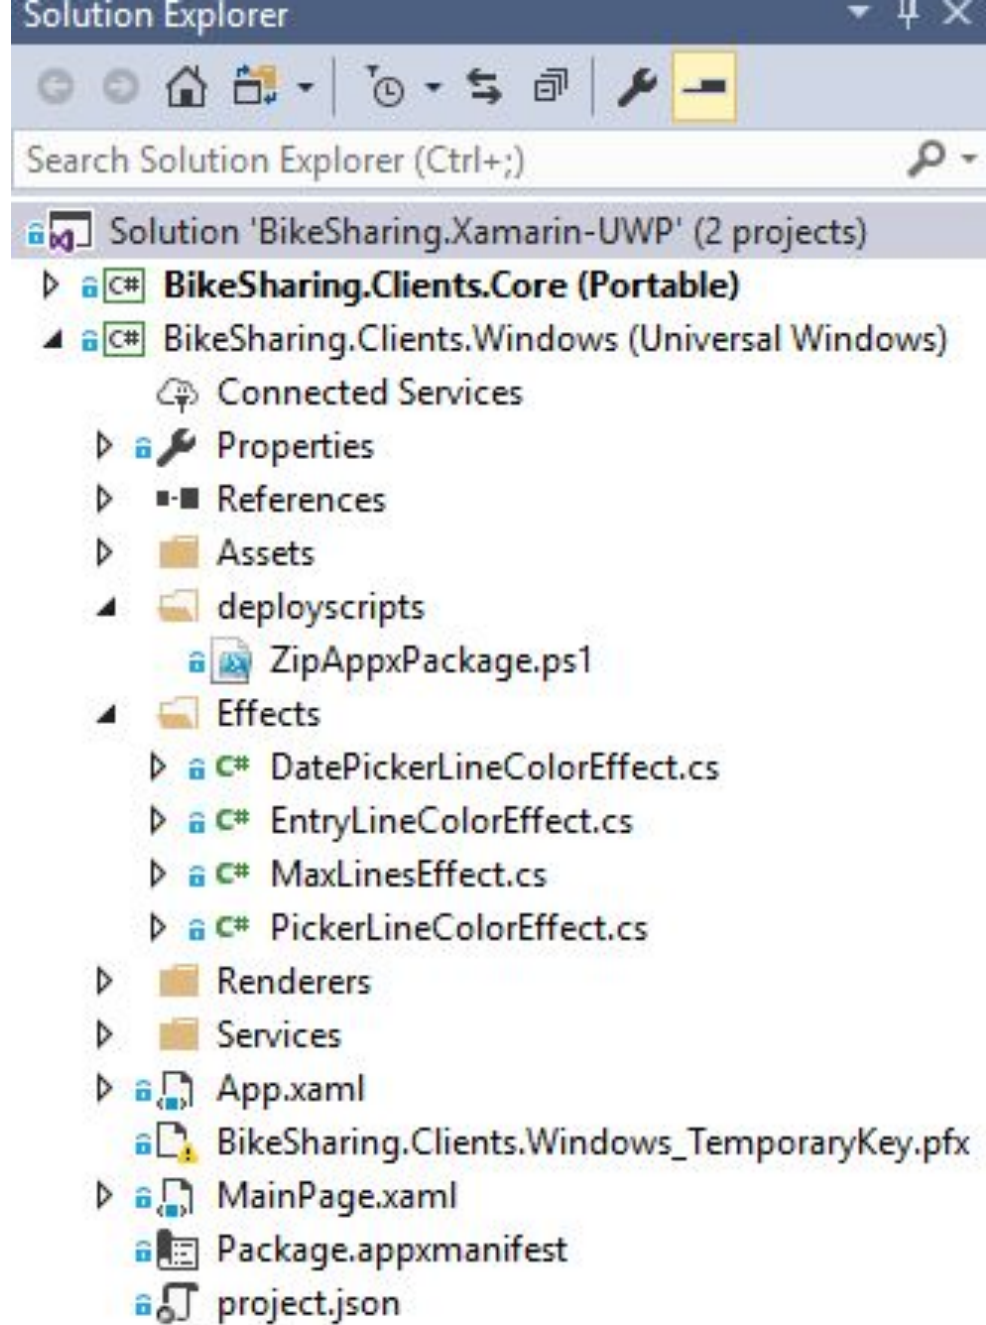 Solution Explorer
Search Solution Explorer (Ctrl+;)
Solution 'BikeSharing.Xamarin-UWP' (2 projects)
C# BikeSharing.Clients.Core (Portable)
C# BikeSharing.Clients.Windows (Universal Windows)
Connected Services
Properties
References
Assets
deployscripts
ZipAppxPackage.ps1
Effects
C# DatePickerLineColorEffect.cs
C# EntryLineColorEffect.cs
C# MaxLinesEffect.cs
C# PickerLineColorEffect.cs
Renderers
Services
App.xaml
BikeSharing.Clients.Windows_TemporaryKey.pfx
MainPage.xaml
Package.appxmanifest
project.json